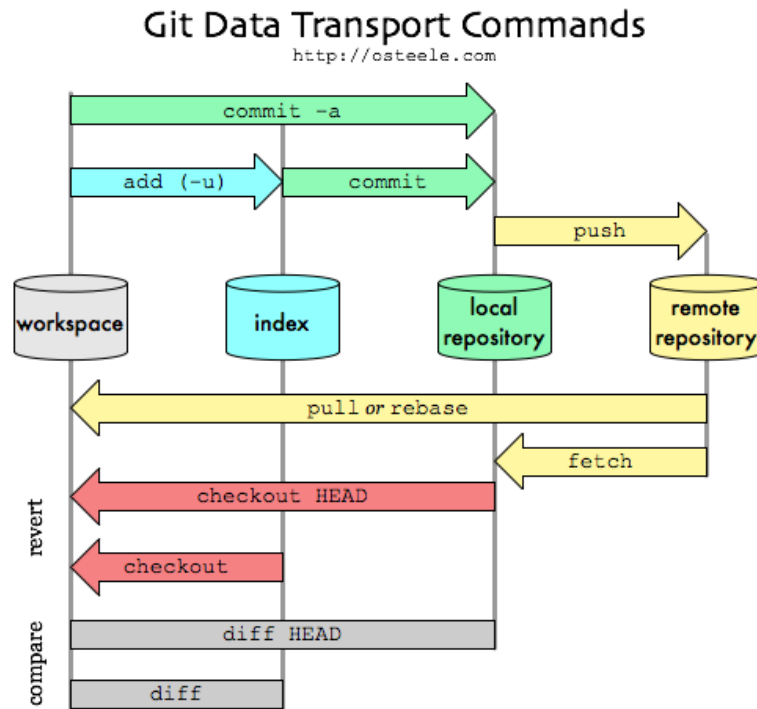 Git Data Transport Commands
http://osteele.com
commit -a
add (-u)
commit
push
workspace
index
local
repository
remote
repository
pull or rebase
fetch
revert
checkout HEAD
checkout
compare
diff HEAD
diff